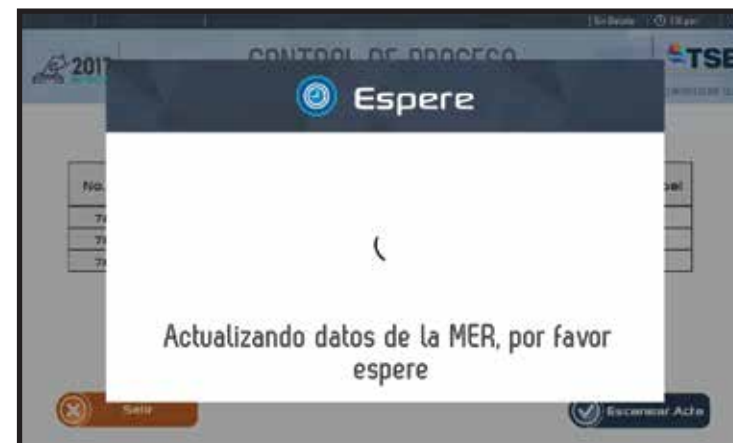 2017
CONTROL DE PROCESO
TSE
Espere
No.
Actualizando datos de la MER, por favor
espere
Salir
Escanear Acta